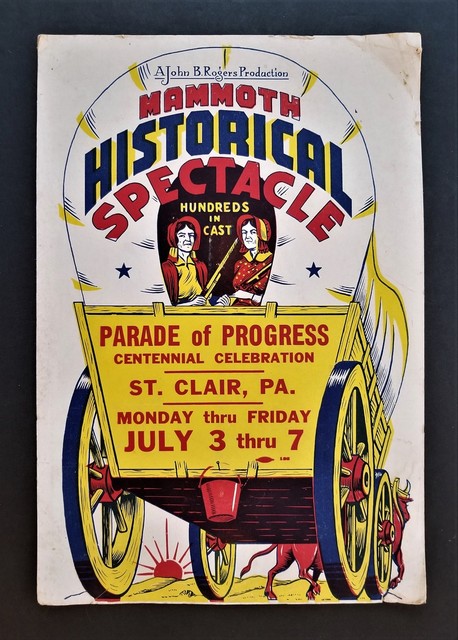 A John B. Rogers Production
MAMMOTH
HISTORICAL
SPECTACLE
HUNDREDS
IN
CAST
PARADE of PROGRESS
CENTENNIAL CELEBRATION
ST. CLAIR, PA.
MONDAY thru FRIDAY
JULY 3 thru 7